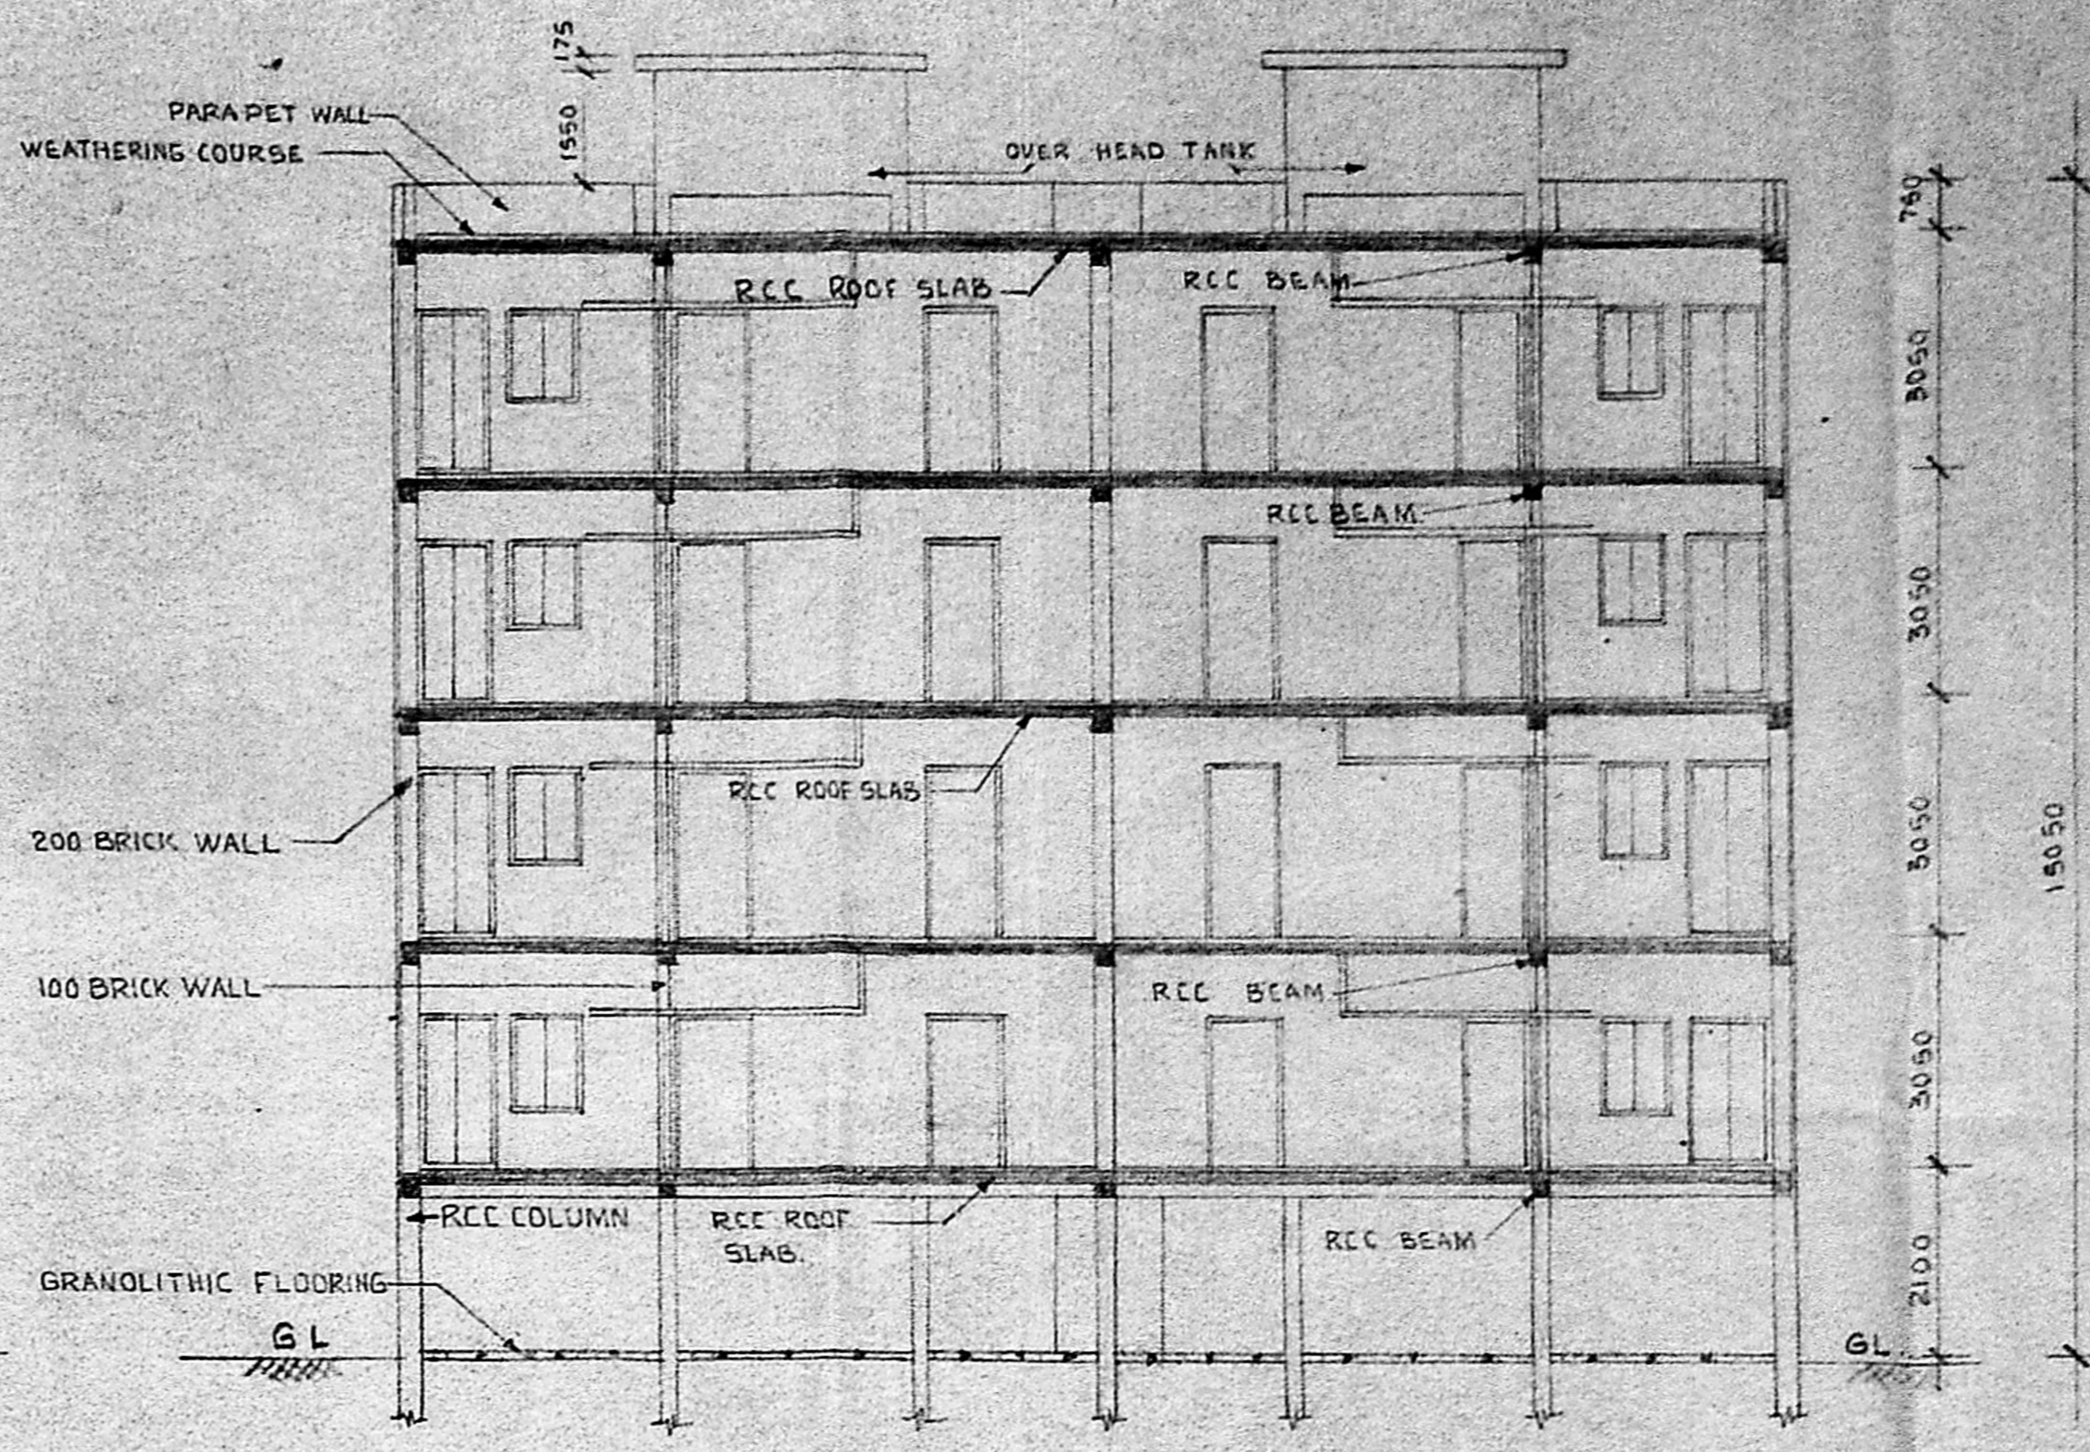 175
1550
PARAPET WALL
WEATHERING COURSE
OVER HEAD TANK
750
RCC ROOF SLAB
RCC BEAM
3050
RCC BEAM
3050
RCC ROOF SLAB
200 BRICK WALL
3050
15050
100 BRICK WALL
RCC BEAM
3050
RCC COLUMN
RCC ROOF
SLAB.
RCC BEAM
GRANOLITHIC FLOORING
2100
GL
GL